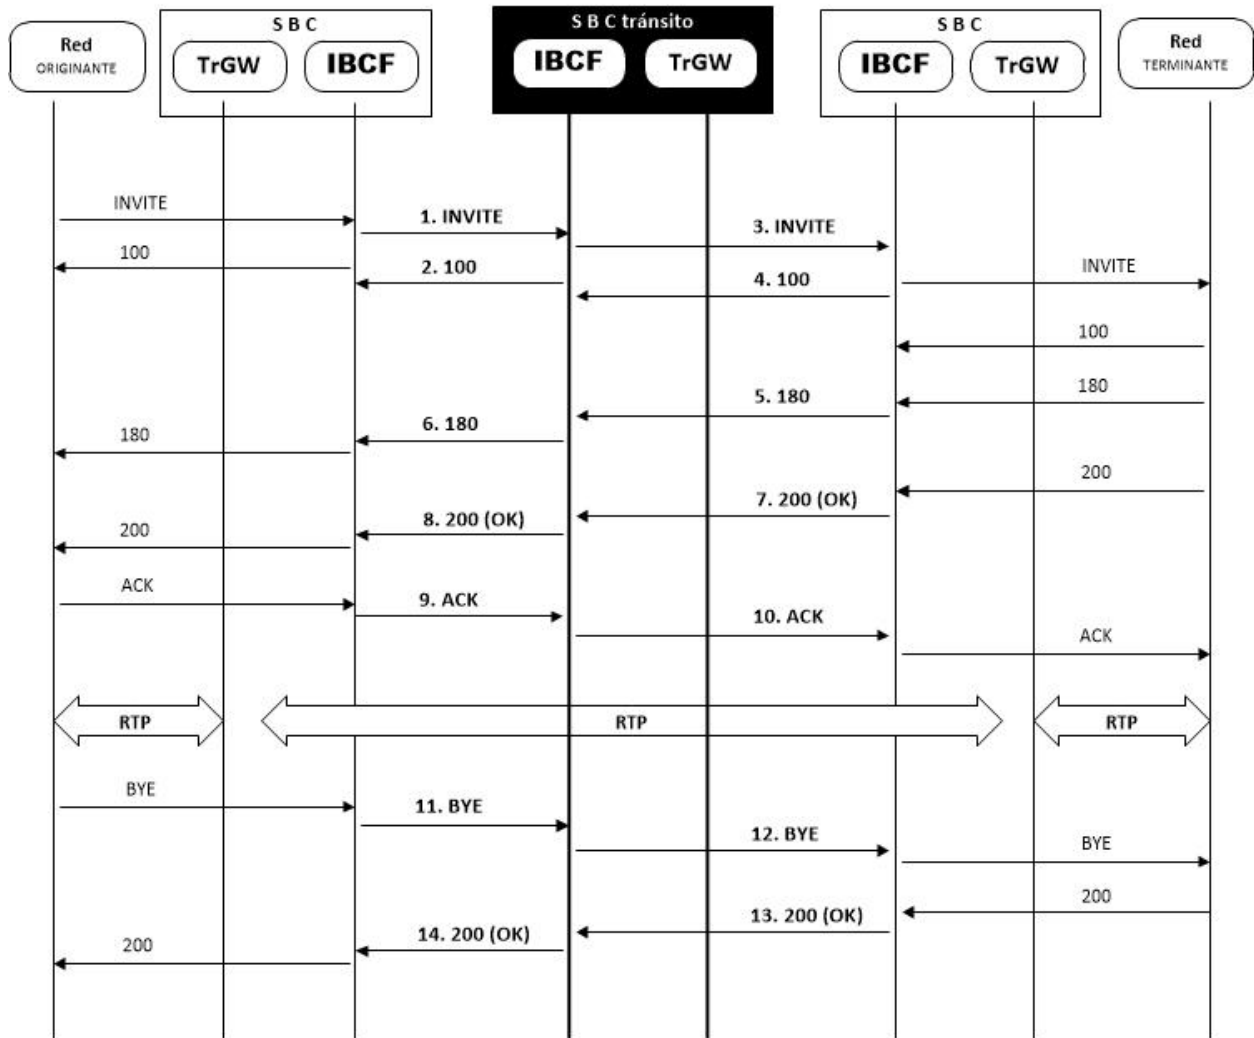 S B C
S B C tránsito
S B C
Red
ORIGINANTE
TrGW
IBCF
IBCF
TrGW
IBCF
TrGW
Red
TERMINANTE
INVITE
1. INVITE
3. INVITE
100
2. 100
4. 100
INVITE
100
5. 180
180
180
6. 180
200
7. 200 (OK)
200
8. 200 (OK)
ACK
9. ACK
10. ACK
ACK
RTP
RTP
RTP
BYE
11. BYE
12. BYE
BYE
200
13. 200 (OK)
200
14. 200 (OK)